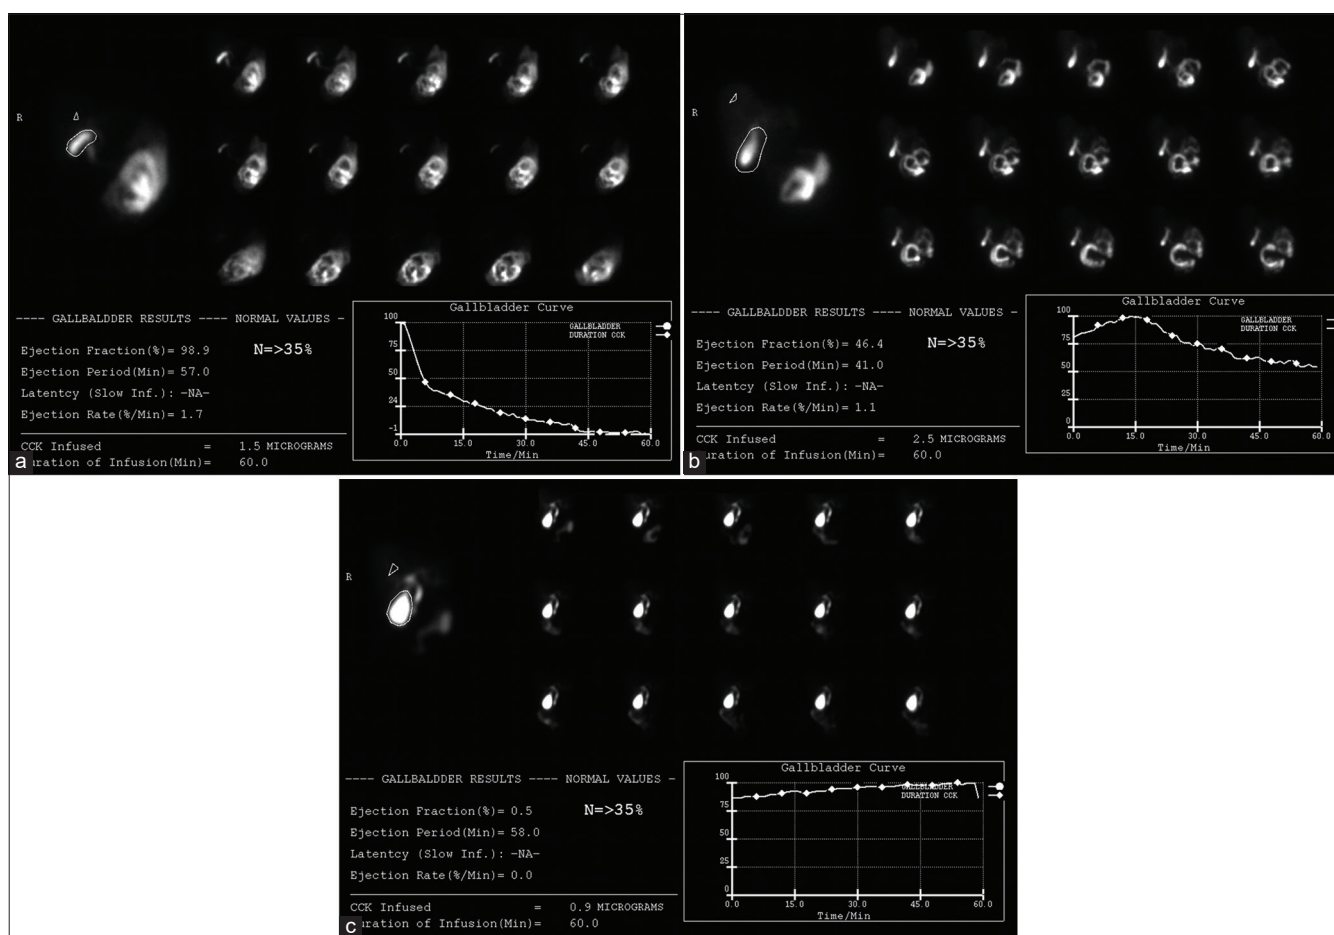 R
---- GALLBALDDER RESULTS ---- NORMAL VALUES -
Ejection Fraction(%)= 98.9
N=>35%
Ejection Period(Min)= 57.0
Latentcy (Slow Inf.): -NA-
Ejection Rate(%/Min)= 1.7
CCK Infused = 1.5 MICROGRAMS
uration of Infusion(Min)= 60.0
a
Gallbladder Curve
GALLBLADDER
DURATION CCK
100
75
50
24
-1
0.0 15.0 30.0 45.0 60.0
Time/Min
R
---- GALLBALDDER RESULTS ---- NORMAL VALUES -
Ejection Fraction(%)= 46.4
N=>35%
Ejection Period(Min)= 41.0
Latentcy (Slow Inf.): -NA-
Ejection Rate(%/Min)= 1.1
CCK Infused = 2.5 MICROGRAMS
uration of Infusion(Min)= 60.0
b
Gallbladder Curve
GALLBLADDER
DURATION CCK
100
75
50
25
0
0.0 15.0 30.0 45.0 60.0
Time/Min
R
---- GALLBALDDER RESULTS ---- NORMAL VALUES -
Ejection Fraction(%)= 0.5
N=>35%
Ejection Period(Min)= 58.0
Latentcy (Slow Inf.): -NA-
Ejection Rate(%/Min)= 0.0
CCK Infused = 0.9 MICROGRAMS
uration of Infusion(Min)= 60.0
c
Gallbladder Curve
GALLBLADDER
DURATION CCK
100
75
50
25
0
0.0 15.0 30.0 45.0 60.0
Time/Min